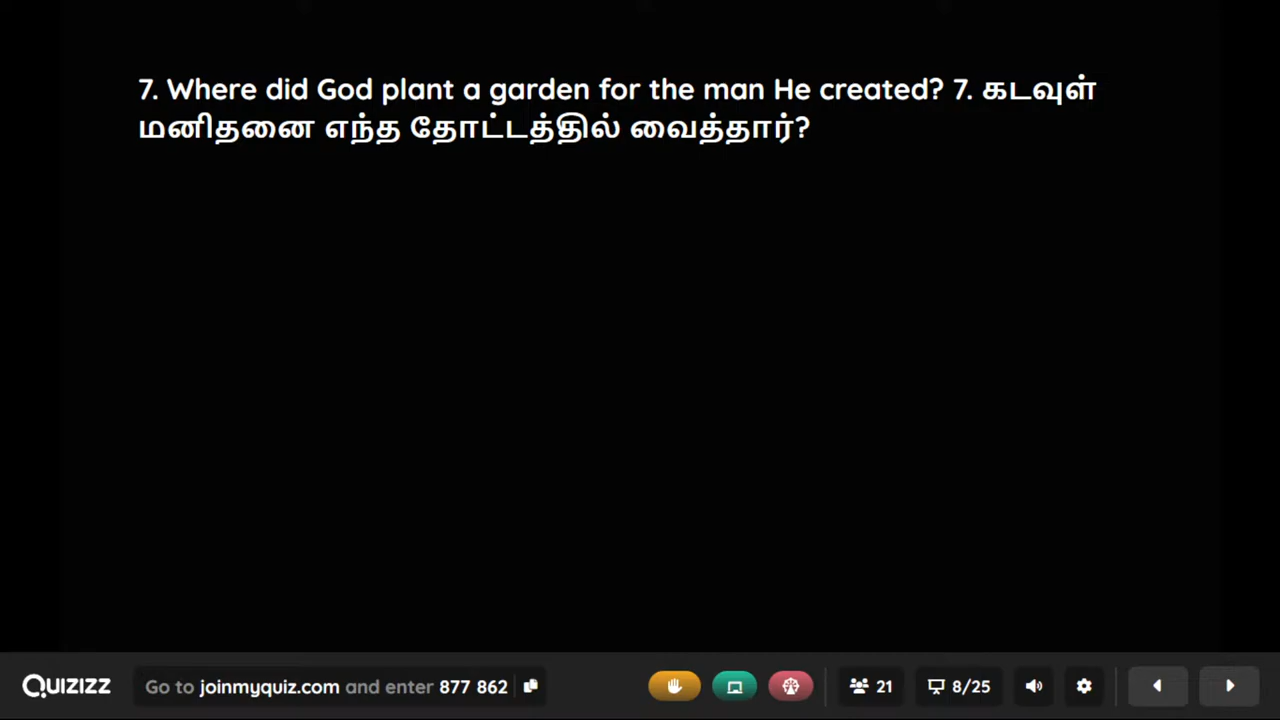 7. Where did God plant a garden for the man He created? 7. கடவுள்
மனிதனை எந்த தோட்டத்தில் வைத்தார்?
QUIZIZZ
Go to joinmyquiz.com and enter 877 862
21
8/25